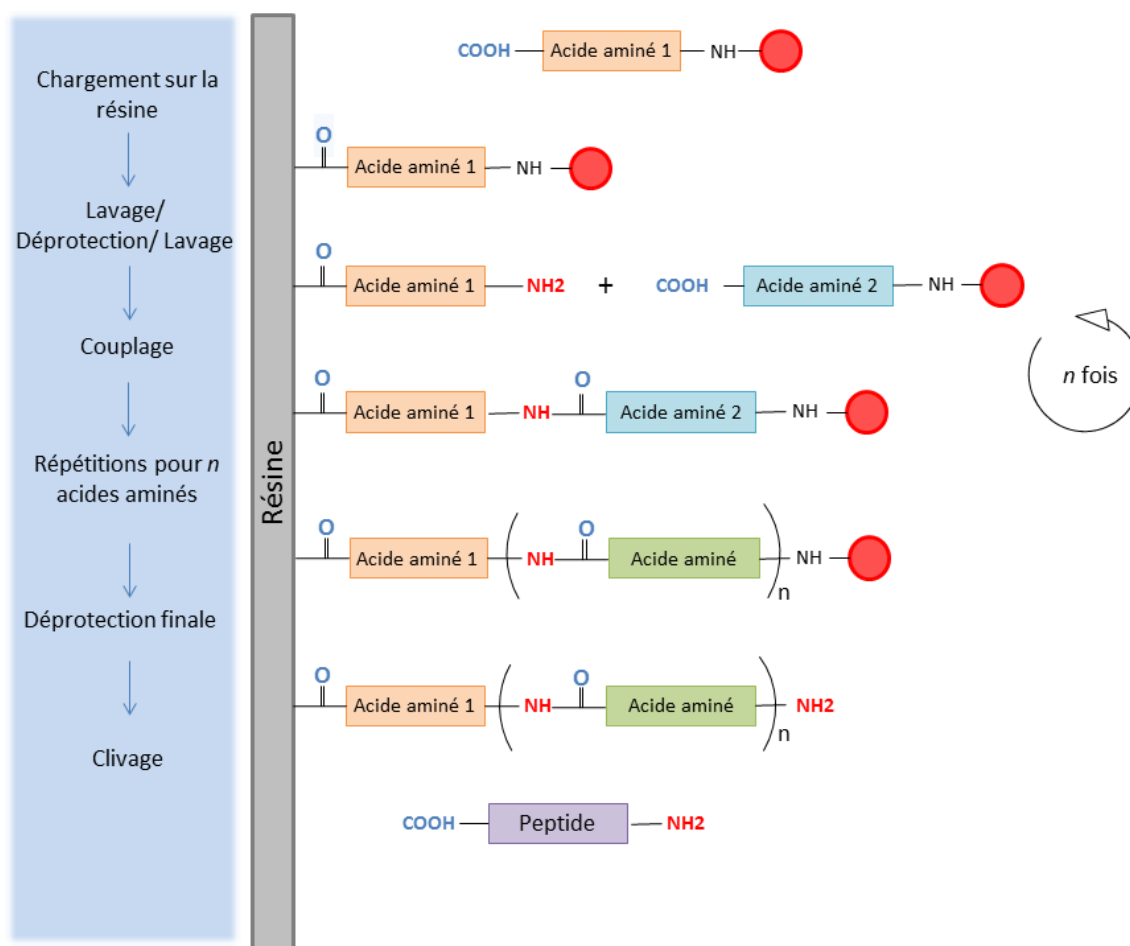 Chargement sur la
résine
Lavage/
Déprotection/ Lavage
Couplage
Répétitions pour n
acides aminés
Déprotection finale
Clivage
Résine
COOH Acide aminé 1 NH
O
Acide aminé 1 NH
O
Acide aminé 1 NH2 + COOH Acide aminé 2 NH
n fois
O O
Acide aminé 1 NH Acide aminé 2 NH
O O
Acide aminé 1 NH Acide aminé NH
n
O O
Acide aminé 1 NH Acide aminé NH2
n
COOH Peptide NH2